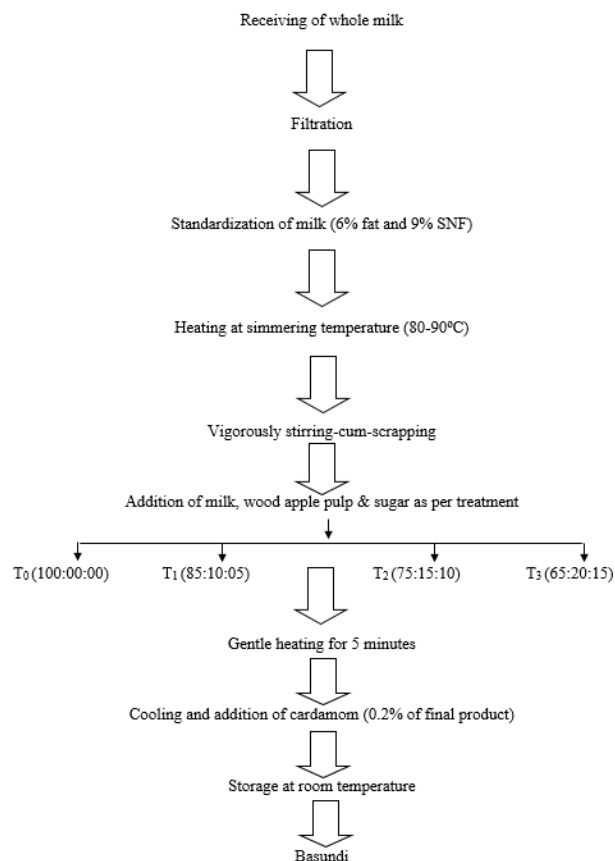 Receiving of whole milk
Filtration
Standardization of milk (6% fat and 9% SNF)
Heating at simmering temperature (80-90⁰C)
Vigorously stirring-cum-scrapping
Addition of milk, wood apple pulp & sugar as per treatment
T₀ (100:00:00) T₁ (85:10:05) T₂ (75:15:10) T₃ (65:20:15)
Gentle heating for 5 minutes
Cooling and addition of cardamom (0.2% of final product)
Storage at room temperature
Basundi